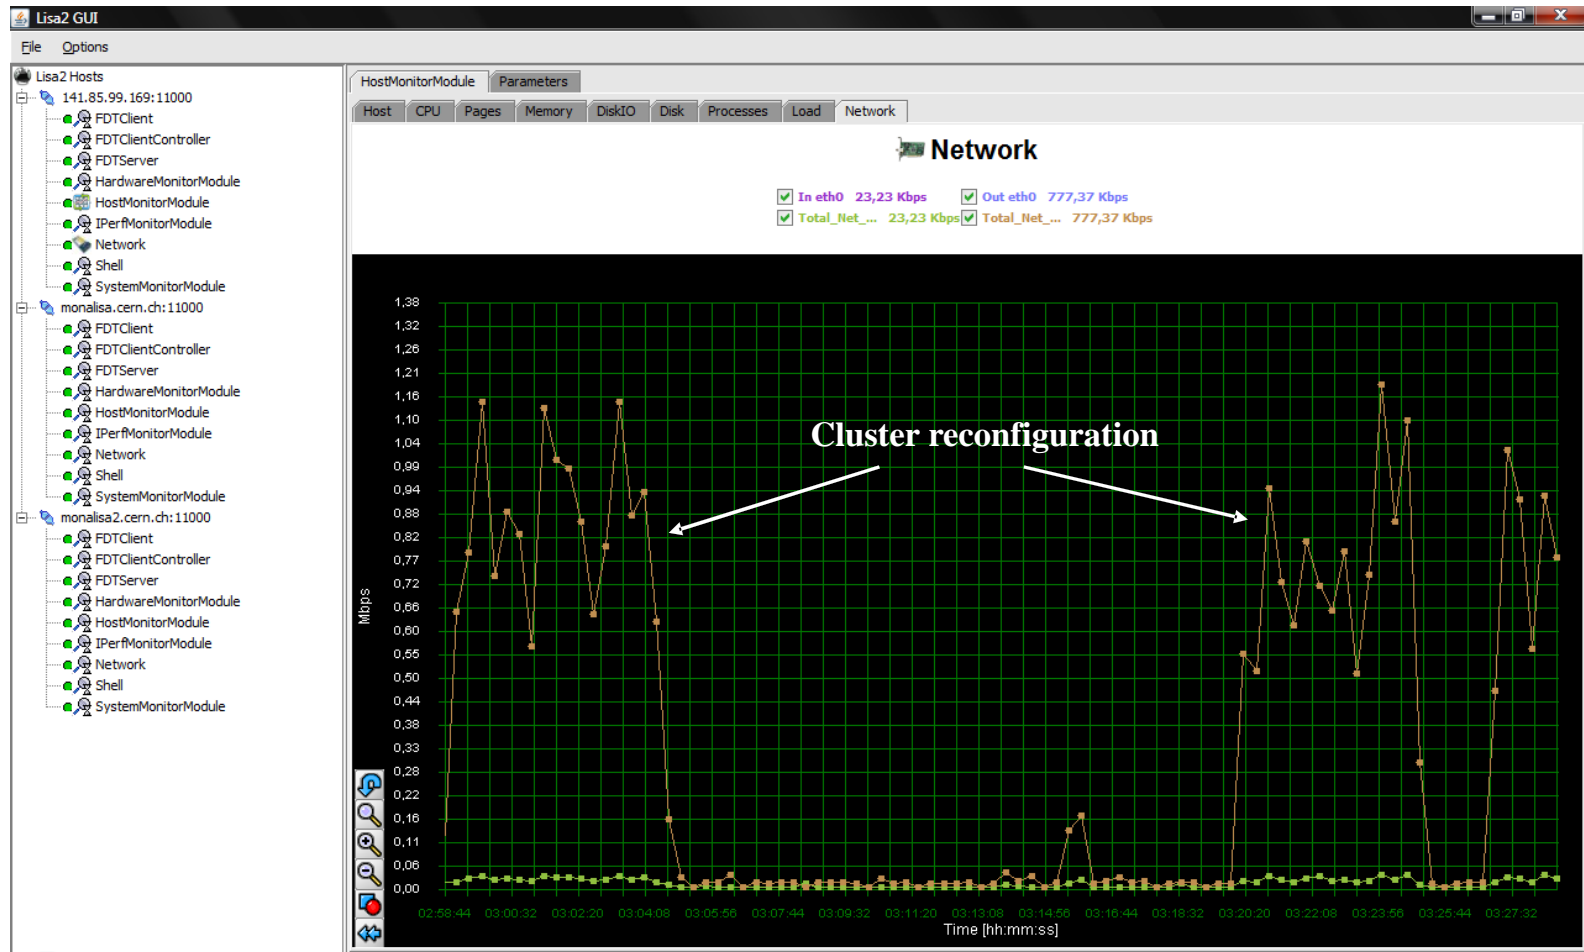 Lisa2 GUI
File Options
Lisa2 Hosts
141.85.99.169:11000
FDTClient
FDTClientController
FDTServer
HardwareMonitorModule
HostMonitorModule
IPerfMonitorModule
Network
Shell
SystemMonitorModule
monalisa.cern.ch:11000
FDTClient
FDTClientController
FDTServer
HardwareMonitorModule
HostMonitorModule
IPerfMonitorModule
Network
Shell
SystemMonitorModule
monalisa2.cern.ch:11000
FDTClient
FDTClientController
FDTServer
HardwareMonitorModule
HostMonitorModule
IPerfMonitorModule
Network
Shell
SystemMonitorModule
HostMonitorModule Parameters
Host CPU Pages Memory DiskIO Disk Processes Load Network
Network
In eth0 23,23 Kbps Out eth0 777,37 Kbps
Total_Net_... 23,23 Kbps Total_Net_... 777,37 Kbps
Cluster reconfiguration
Mbps
1,38
1,32
1,26
1,21
1,16
1,10
1,04
0,99
0,94
0,88
0,82
0,77
0,72
0,66
0,60
0,55
0,50
0,44
0,38
0,33
0,28
0,22
0,16
0,11
0,06
0,00
02:58:44 03:00:32 03:02:20 03:04:08 03:05:56 03:07:44 03:09:32 03:11:20 03:13:08 03:14:56 03:16:44 03:18:32 03:20:20 03:22:08 03:23:56 03:25:44 03:27:32
Time [hh:mm:ss]